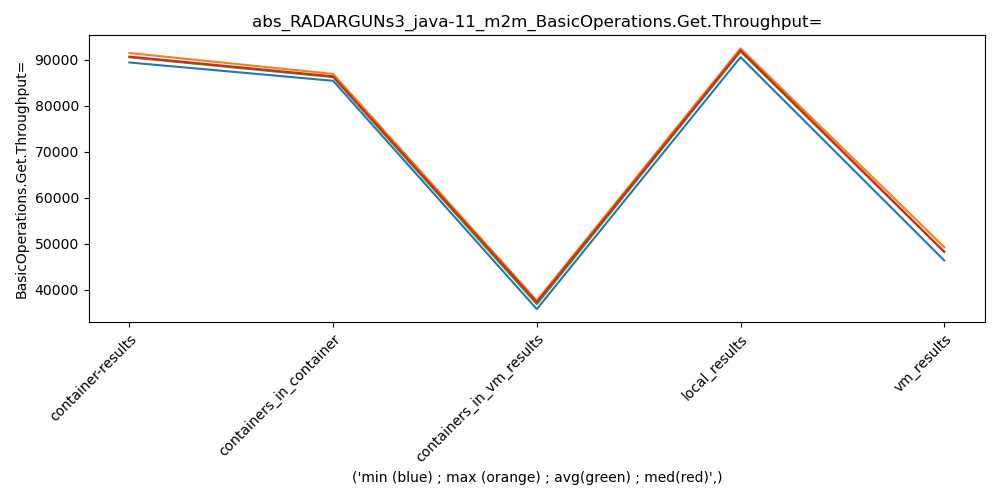 abs_RADARGUNs3_java-11_m2m_BasicOperations.Get.Throughput=
BasicOperations.Get.Throughput=
90000
80000
70000
60000
50000
40000
container-results
containers_in_container
containers_in_vm_results
local_results
vm_results
('min (blue) ; max (orange) ; avg(green) ; med(red)',)